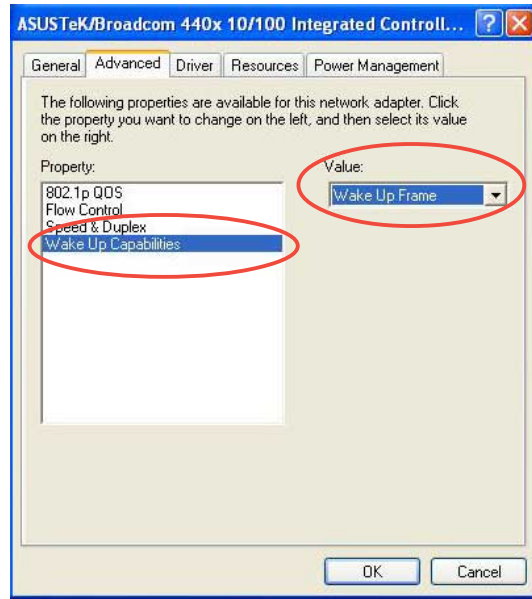 ASUSTeK/Broadcom 440x 10/100 Integrated Controll...
General Advanced Driver Resources Power Management
The following properties are available for this network adapter. Click
the property you want to change on the left, and then select its value
on the right.
Property:
802.1p QOS
Flow Control
Speed & Duplex
Wake Up Capabilities
Value:
Wake Up Frame
OK Cancel